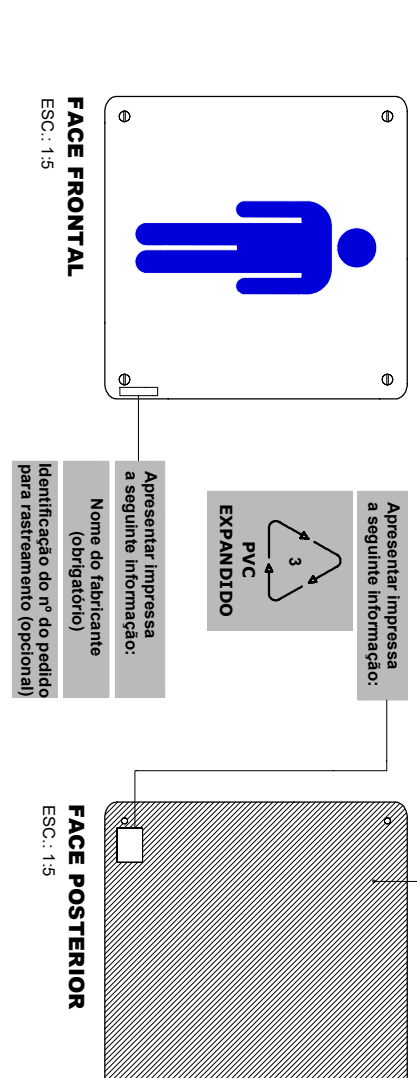 FACE FRONTAL
ESC.: 1:5
Apresentar impressa
a seguinte informação:
Nome do fabricante
(obrigatório)
Identificação do nº do pedido
para rastreamento (opcional)
Apresentar impressa
a seguinte informação:
3
PVC
EXPANDIDO
FACE POSTERIOR
ESC.: 1:5